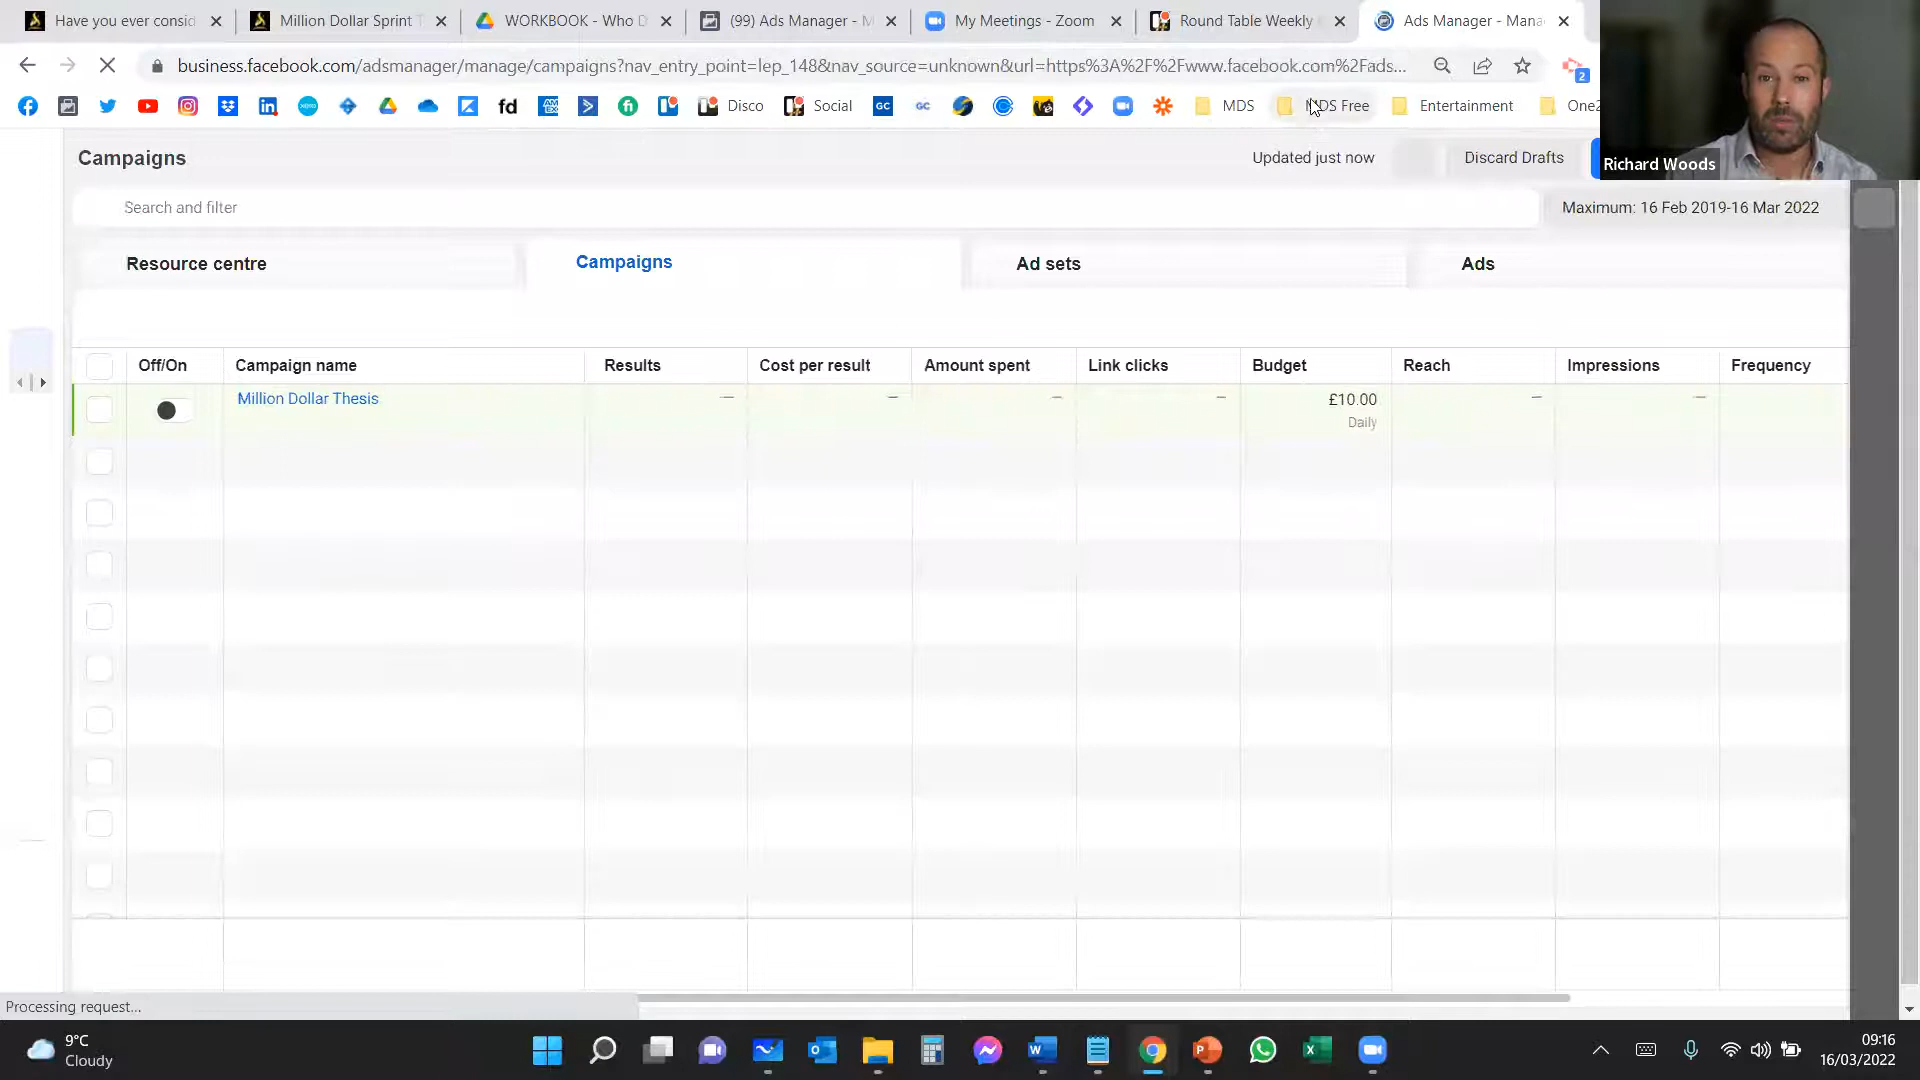 Have you ever consid
Million Dollar Sprint T
WORKBOOK - Who D
(99) Ads Manager - M
My Meetings - Zoom
Round Table Weekly
Ads Manager - Mana
business.facebook.com/adsmanager/manage/campaigns?nav_entry_point=lep_148&nav_source=unknown&url=https%3A%2F%2Fwww.facebook.com%2Fads...
2
fd
Disco
Social
GC
GC
MDS
MDS Free
Entertainment
One2
Richard Woods
Campaigns
Updated just now
Discard Drafts
Search and filter
Maximum: 16 Feb 2019-16 Mar 2022
Resource centre
Campaigns
Ad sets
Ads
Off/On
Campaign name
Results
Cost per result
Amount spent
Link clicks
Budget
Reach
Impressions
Frequency
Million Dollar Thesis
—
—
—
—
£10.00
—
—
Daily
Processing request...
9°C
Cloudy
09:16
16/03/2022